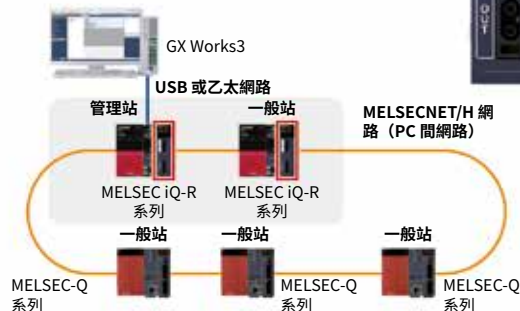 OUT
GX Works3
USB 或乙太網路
管理站
一般站
MELSECNET/H 網
路（PC 間網路）
MELSEC iQ-R
系列
MELSEC iQ-R
系列
一般站
一般站
一般站
MELSEC-Q
系列
MELSEC-Q
系列
MELSEC-Q
系列